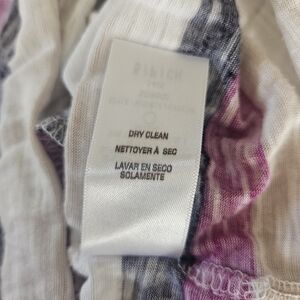 DRY CLEAN
NETTOYER À SEC
LAVAR EN SECO
SOLAMENTE